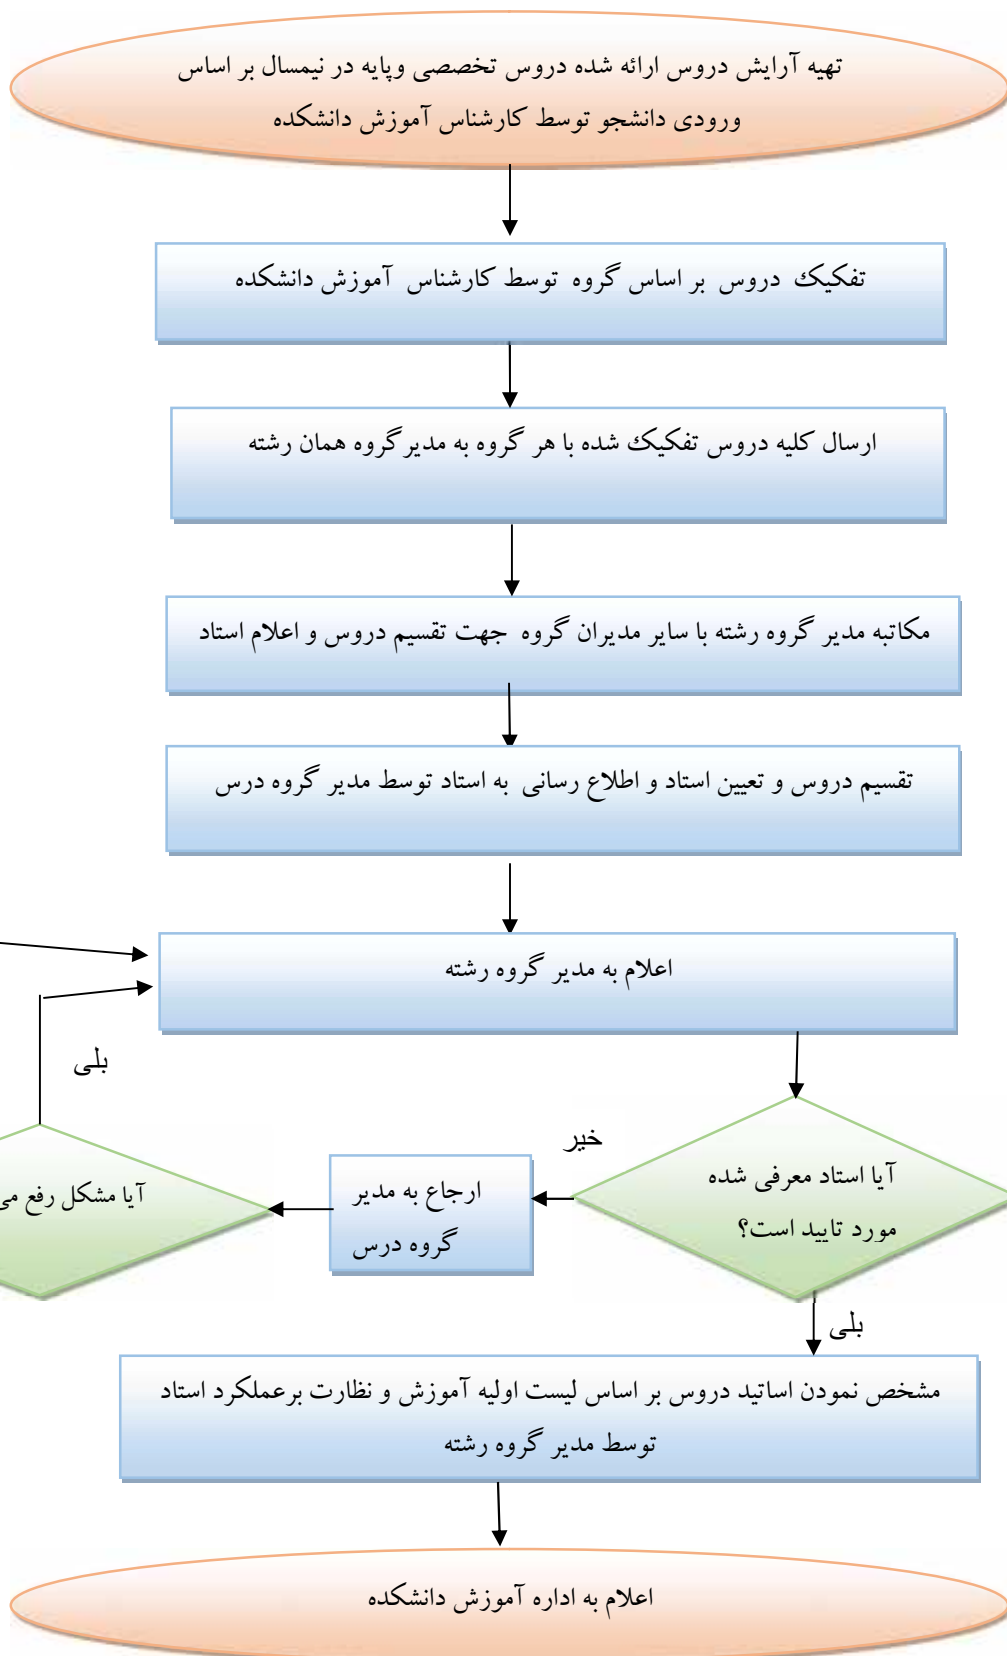 تهیه آرایش دروس ارائه شده دروس تخصصی وپایه در نیمسال بر اساس
ورودی دانشجو توسط کارشناس آموزش دانشکده
تفکیک دروس بر اساس گروه توسط کارشناس آموزش دانشکده
ارسال کلیه دروس تفکیک شده با هر گروه به مدیرگروه همان رشته
مکاتبه مدیر گروه رشته با سایر مدیران گروه جهت تقسیم دروس و اعلام استاد
تقسیم دروس و تعیین استاد و اطلاع رسانی به استاد توسط مدیر گروه درس
اعلام به مدیر گروه رشته
بلی
خیر
آیا استاد معرفی شده
مورد تایید است؟
ارجاع به مدیر
گروه درس
آیا مشکل رفع می
بلی
مشخص نمودن اساتید دروس بر اساس لیست اولیه آموزش و نظارت برعملکرد استاد
توسط مدیر گروه رشته
اعلام به اداره آموزش دانشکده